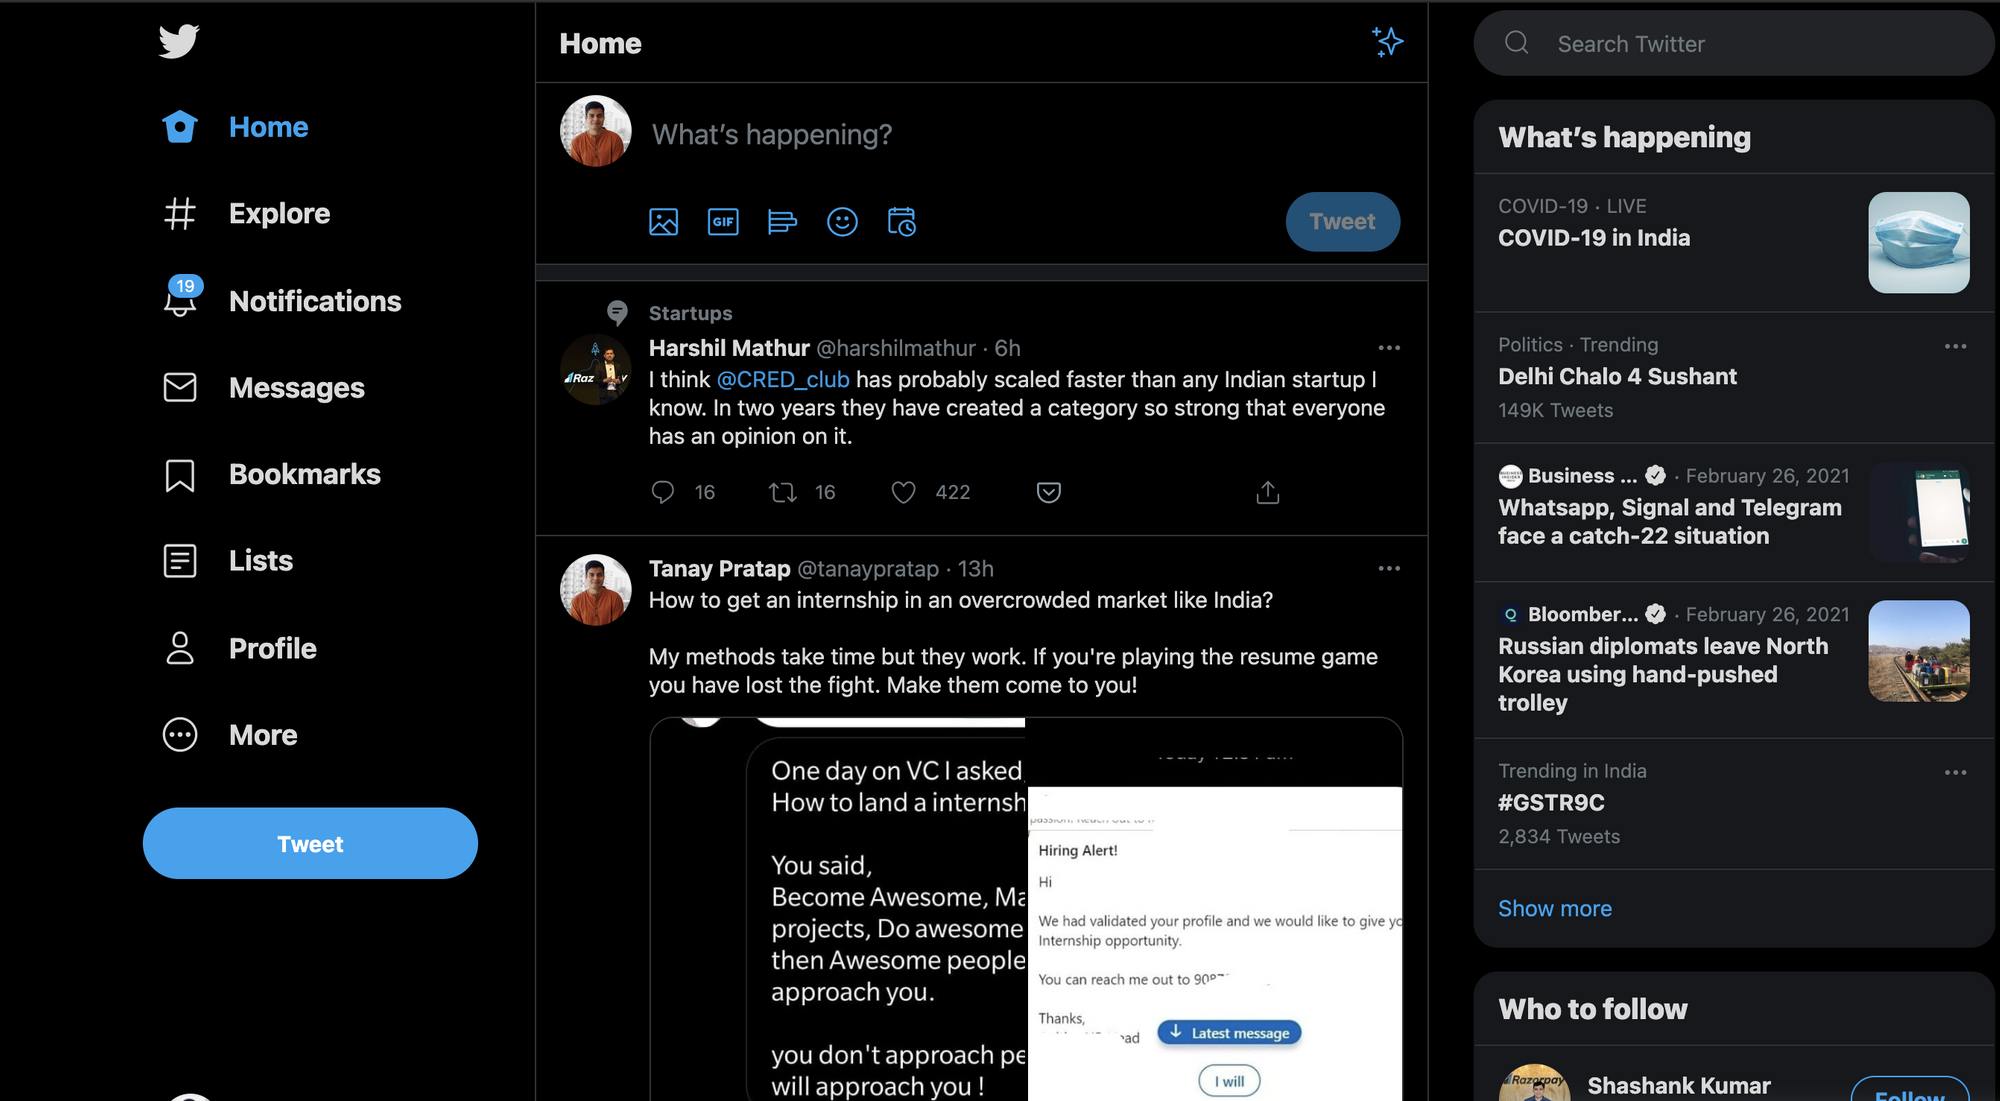 Home
Explore
19
Notifications
Messages
Bookmarks
Lists
Profile
More
Tweet
Home
What's happening?
GIF
Tweet
Startups
Harshil Mathur @harshilmathur · 6h
I think @CRED_club has probably scaled faster than any Indian startup I
know. In two years they have created a category so strong that everyone
has an opinion on it.
16 16 422
Tanay Pratap @tanaypratap · 13h
How to get an internship in an overcrowded market like India?
My methods take time but they work. If you're playing the resume game
you have lost the fight. Make them come to you!
One day on VC I asked,
How to land a internsh
You said,
Become Awesome, Ma
projects, Do awesome
then Awesome people
approach you.
you don't approach pe
will approach you !
Hiring Alert!
Hi
We had validated your profile and we would like to give yo
Internship opportunity.
You can reach me out to 908
Thanks,
Latest message
I will
Search Twitter
What's happening
COVID-19 · LIVE
COVID-19 in India
Politics · Trending
Delhi Chalo 4 Sushant
149K Tweets
Business ... · February 26, 2021
Whatsapp, Signal and Telegram
face a catch-22 situation
Bloomber... · February 26, 2021
Russian diplomats leave North
Korea using hand-pushed
trolley
Trending in India
#GSTR9C
2,834 Tweets
Show more
Who to follow
Razorpay
Shashank Kumar
Follow